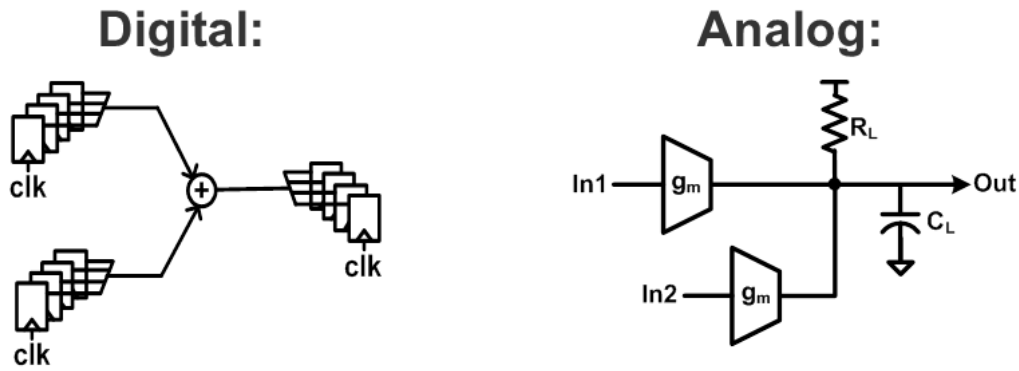 Digital:
clk
+
clk
clk
Analog:
R_L
In1
g_m
Out
C_L
In2
g_m